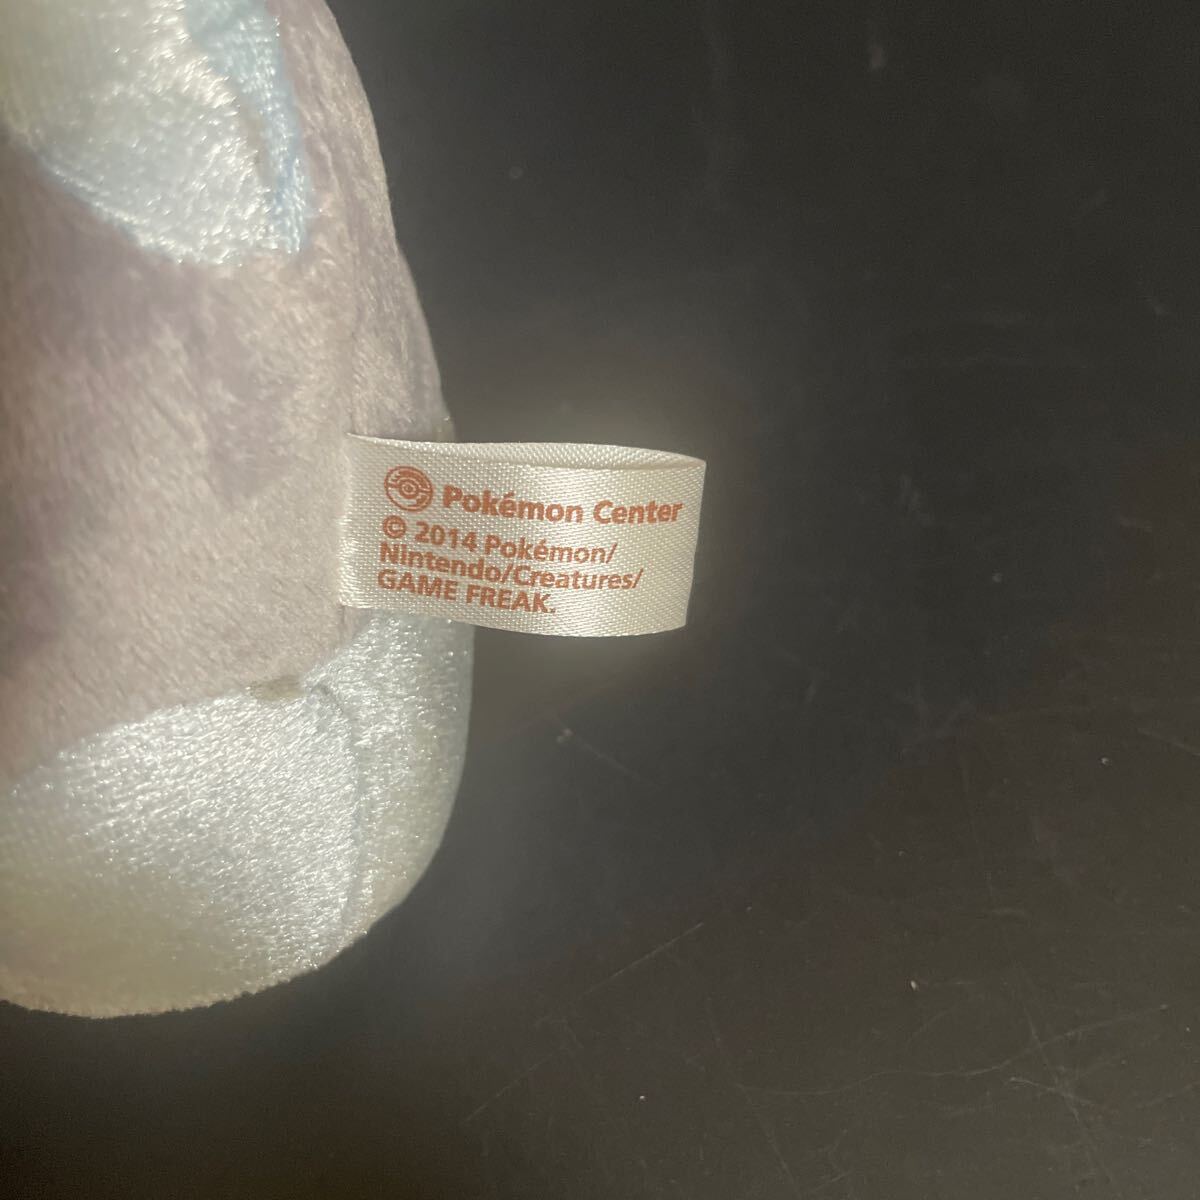 Pokémon Center
© 2014 Pokémon/
Nintendo/Creatures/
GAME FREAK.